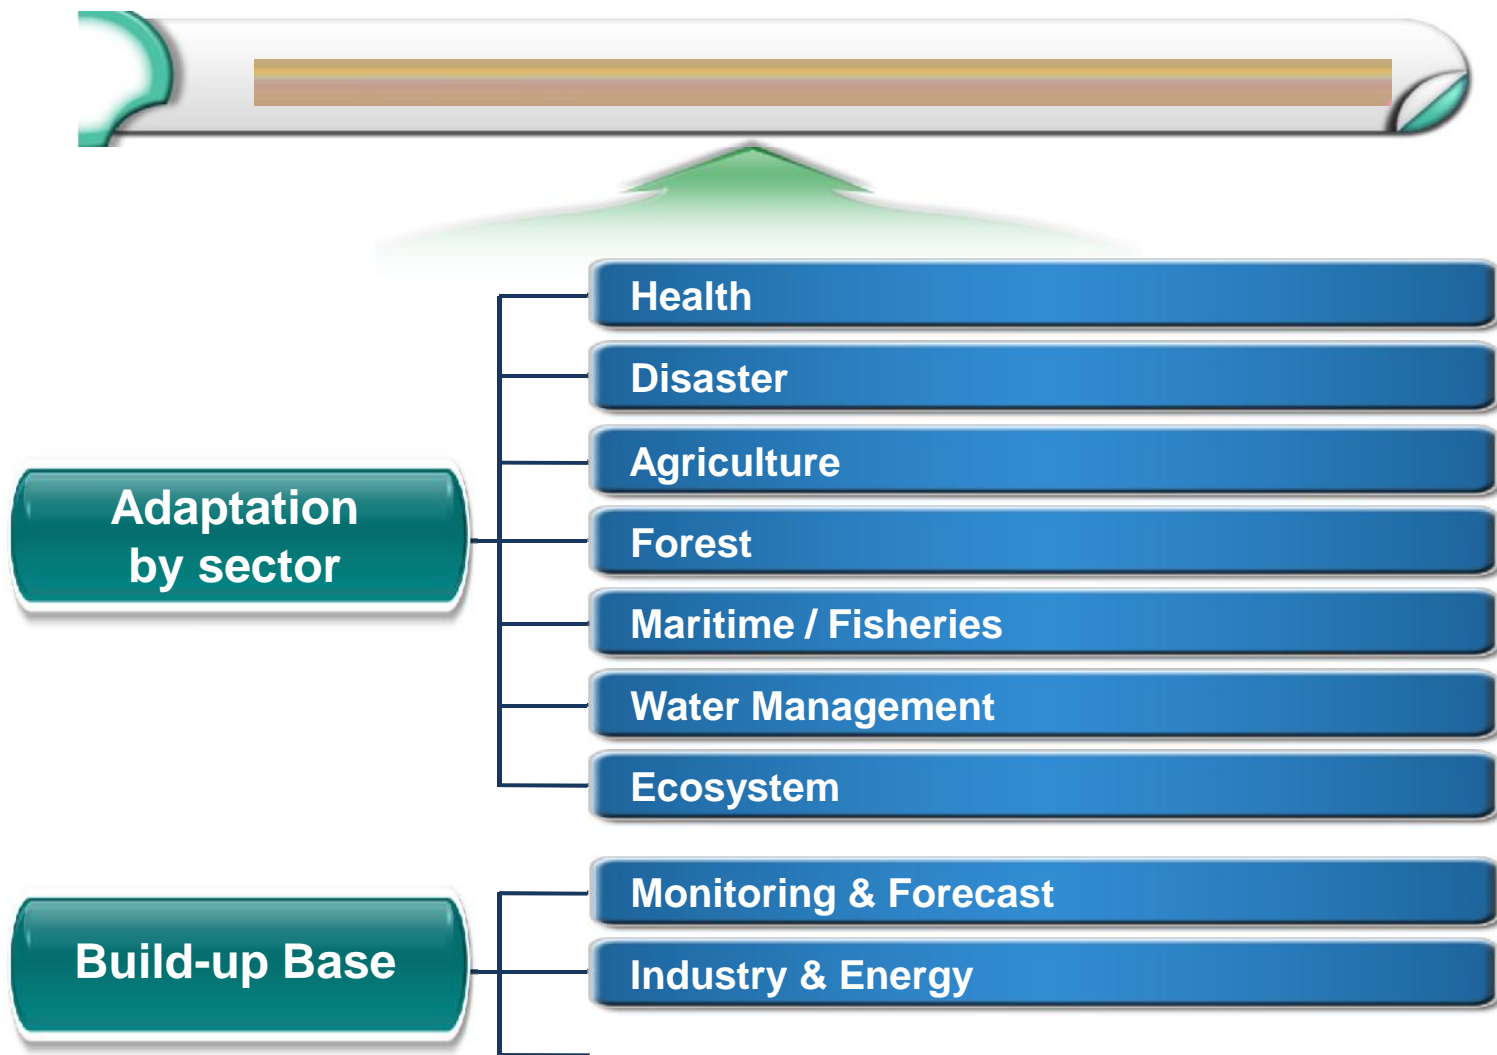 Health
Disaster
Agriculture
Adaptation
by sector
Forest
Maritime / Fisheries
Water Management
Ecosystem
Monitoring & Forecast
Build-up Base
Industry & Energy